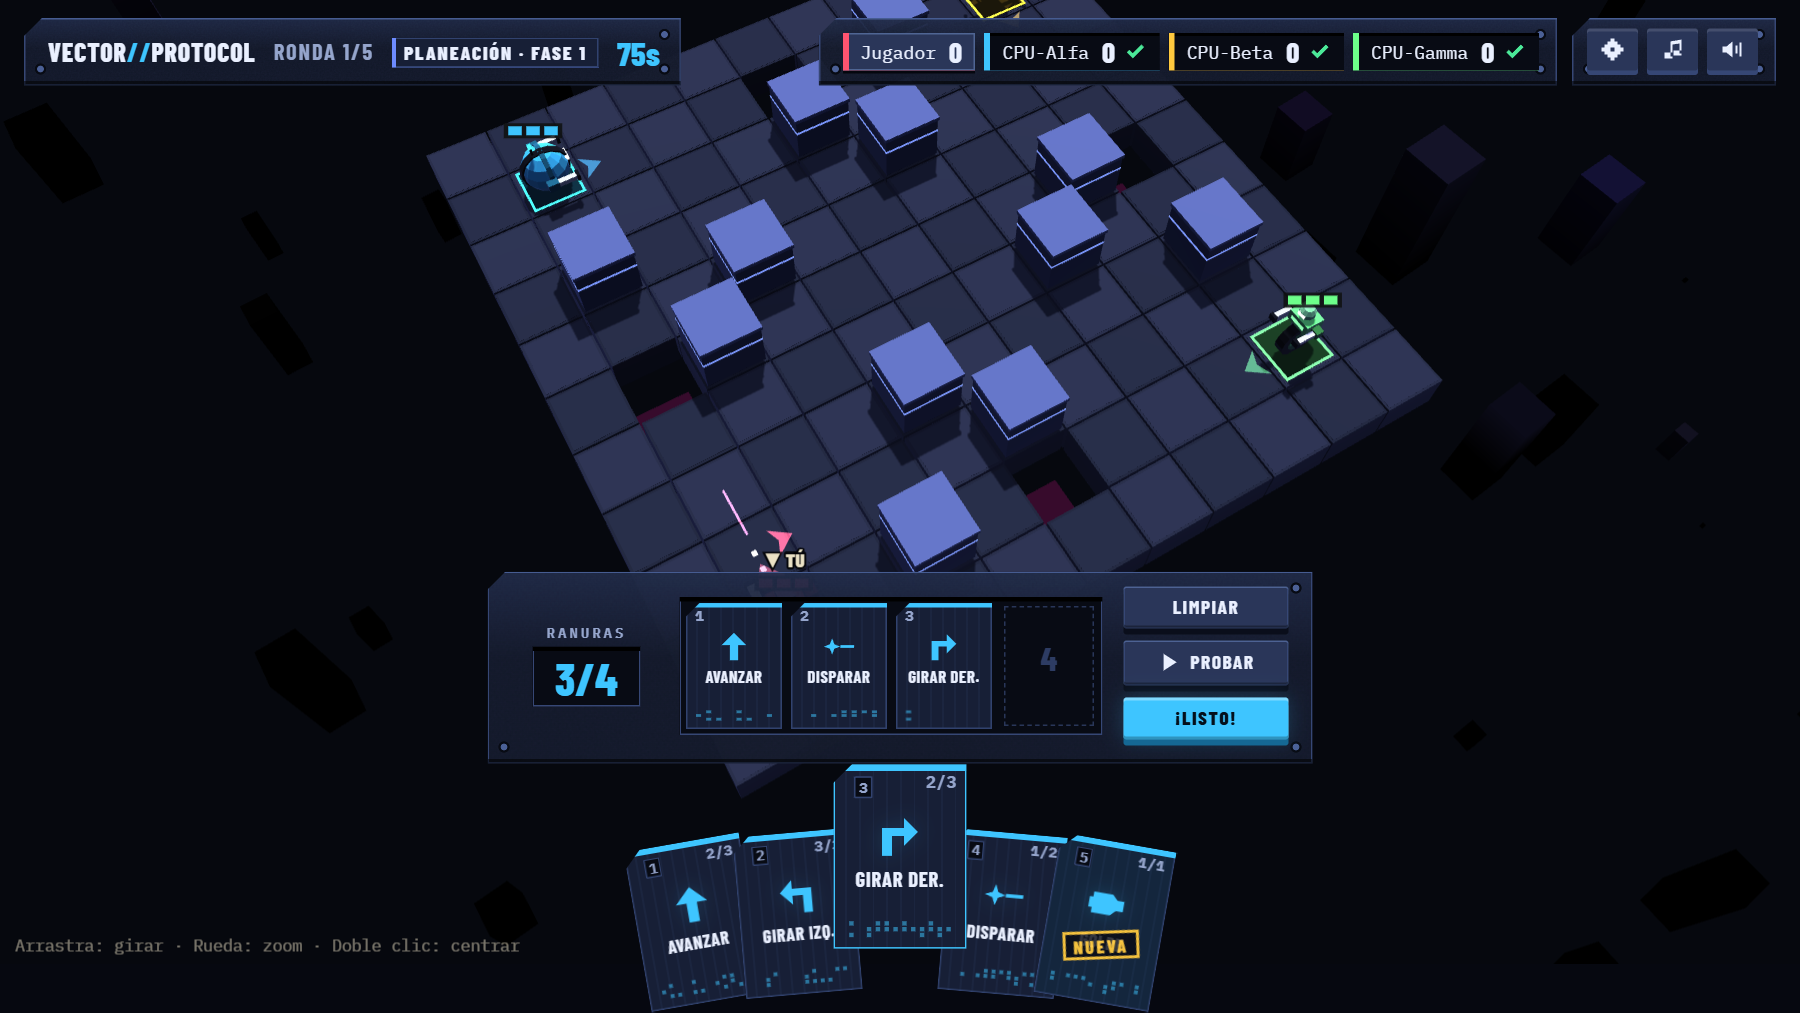 VECTOR//PROTOCOL RONDA 1/5 PLANEACIÓN · FASE 1 75s
Jugador 0 CPU-Alfa 0 CPU-Beta 0 CPU-Gamma 0
TÚ
RANURAS
3/4
1 AVANZAR
2 DISPARAR
3 GIRAR DER.
4
LIMPIAR
PROBAR
¡LISTO!
1 2/3 AVANZAR
2 3/ GIRAR IZQ.
3 2/3 GIRAR DER.
4 1/2 DISPARAR
5 1/1 NUEVA
Arrastra: girar · Rueda: zoom · Doble clic: centrar